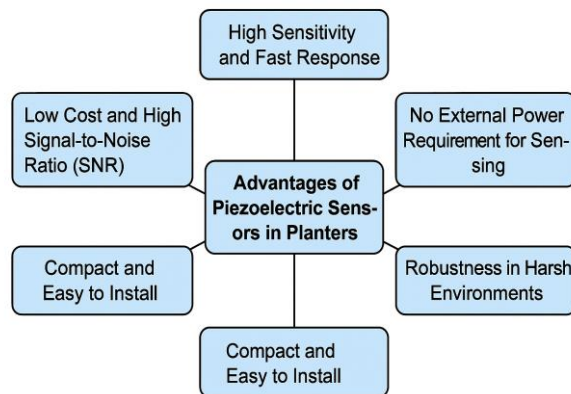 High Sensitivity
and Fast Response
Low Cost and High
Signal-to-Noise
Ratio (SNR)
No External Power
Requirement for Sen-
sing
Advantages of
Piezoelectric Sens-
ors in Planters
Compact and
Easy to Install
Robustness in Harsh
Environments
Compact and
Easy to Install